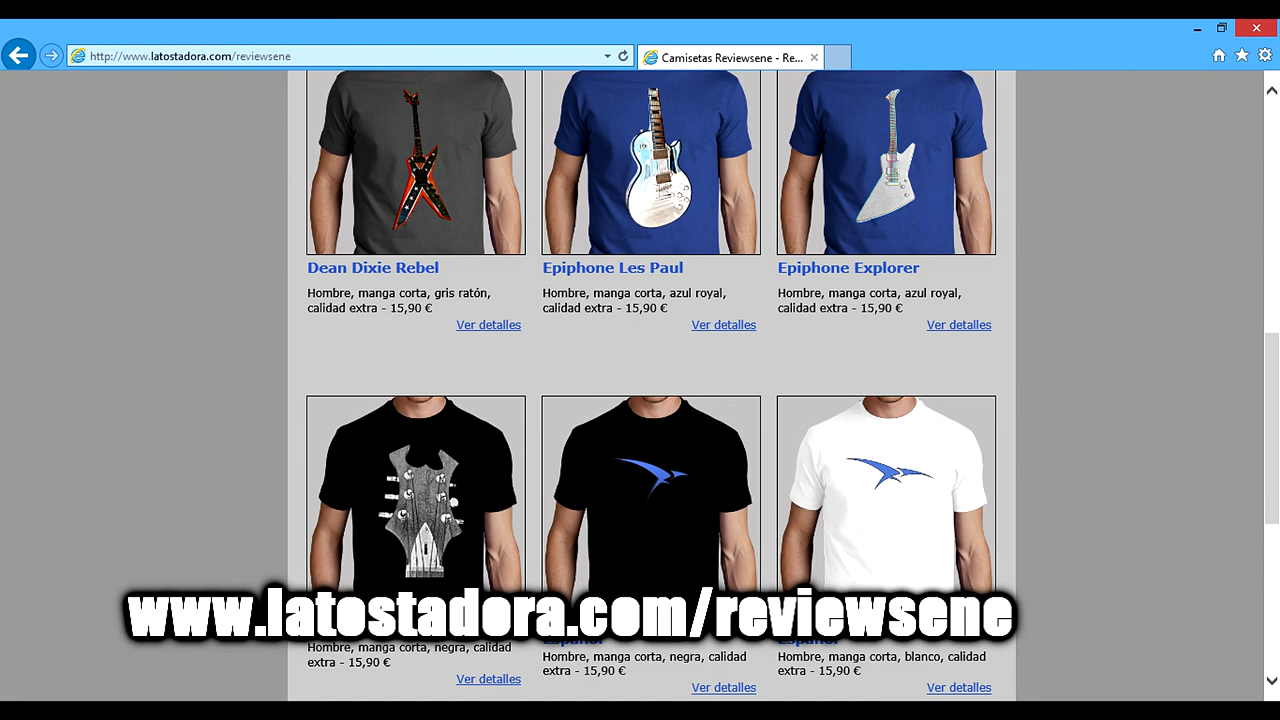 http://www.latostadora.com/reviewsene
Camisetas Reviewsene - Re...
Dean Dixie Rebel
Hombre, manga corta, gris ratón,
calidad extra - 15,90 €
Ver detalles
Epiphone Les Paul
Hombre, manga corta, azul royal,
calidad extra - 15,90 €
Ver detalles
Epiphone Explorer
Hombre, manga corta, azul royal,
calidad extra - 15,90 €
Ver detalles
www.latostadora.com/reviewsene
Hombre, manga corta, negra, calidad
extra - 15,90 €
Ver detalles
Español
Hombre, manga corta, negra, calidad
extra - 15,90 €
Ver detalles
Español
Hombre, manga corta, blanco, calidad
extra - 15,90 €
Ver detalles